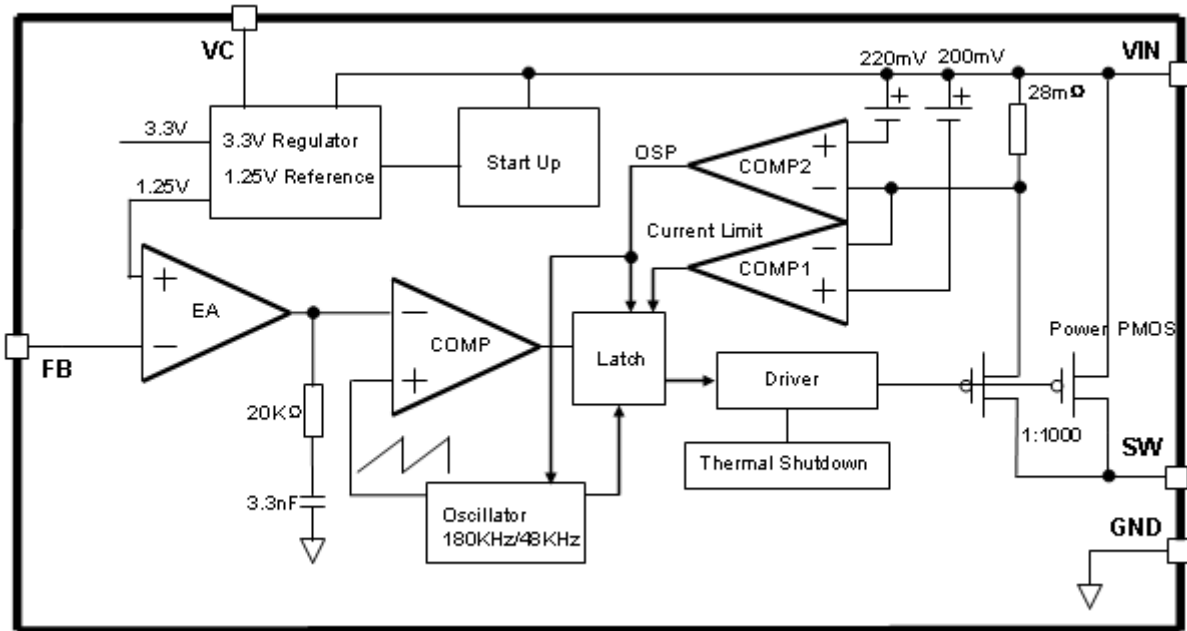 VC
220mV
200mV
VIN
28mΩ
3.3V
3.3V Regulator
1.25V Reference
1.25V
Start Up
OSP
COMP2
+
−
Current Limit
COMP1
−
+
EA
+
−
FB
COMP
−
+
Latch
Driver
Power PMOS
1:1000
20KΩ
3.3nF
Thermal Shutdown
SW
Oscillator
180KHz/48KHz
GND